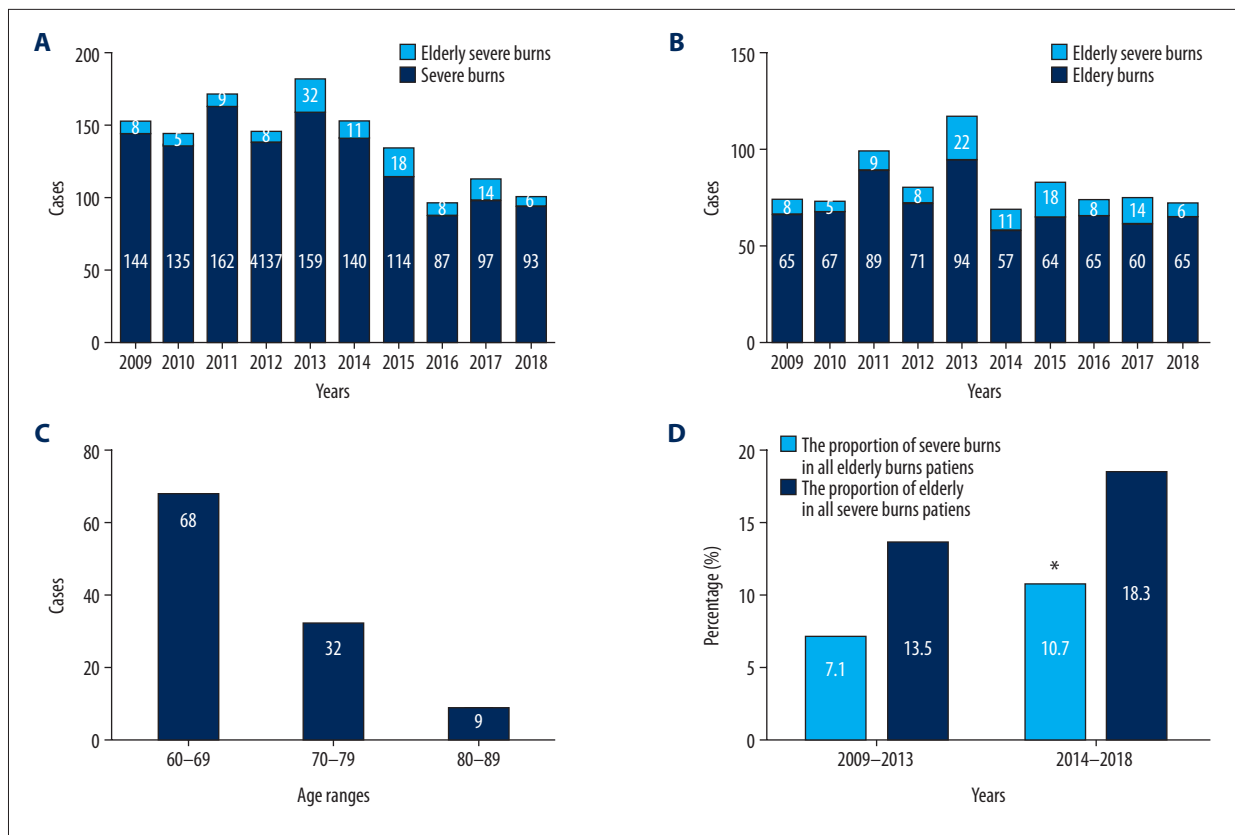 A
200
150
100
50
0
Cases
Elderly severe burns
Severe burns
8
5
9
8
32
11
18
8
14
6
144
135
162
4137
159
140
114
87
97
93
2009 2010 2011 2012 2013 2014 2015 2016 2017 2018
Years
B
150
100
50
0
Cases
Elderly severe burns
Eldery burns
8
5
9
8
22
11
18
8
14
6
65
67
89
71
94
57
64
65
60
65
2009 2010 2011 2012 2013 2014 2015 2016 2017 2018
Years
C
80
60
40
20
0
Cases
68
32
9
60–69 70–79 80–89
Age ranges
D
20
15
10
5
0
Percentage (%)
The proportion of severe burns
in all elderly burns patiens
The proportion of elderly
in all severe burns patiens
7.1
13.5
*
10.7
18.3
2009–2013 2014–2018
Years